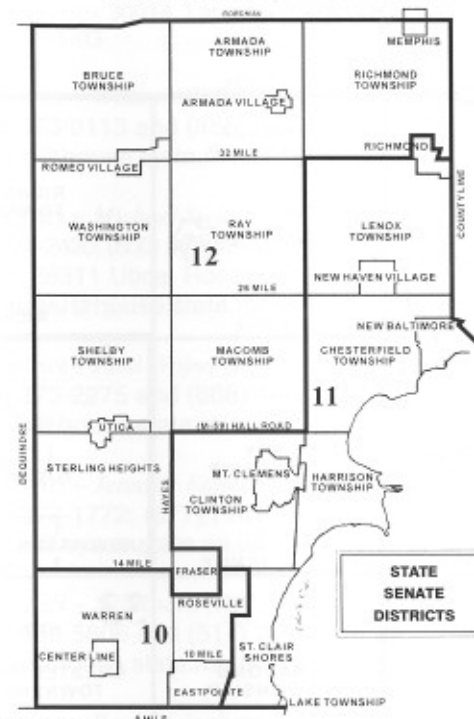 BORDMAN
ARMADA
TOWNSHIP
MEMPHIS
BRUCE
TOWNSHIP
RICHMOND
TOWNSHIP
ARMADA VILLAGE
RICHMOND
32 MILE
ROMEO VILLAGE
COUNTY LINE
WASHINGTON
TOWNSHIP
RAY
TOWNSHIP
LENOX
TOWNSHIP
12
NEW HAVEN VILLAGE
26 MILE
NEW BALTIMORE
SHELBY
TOWNSHIP
MACOMB
TOWNSHIP
CHESTERFIELD
TOWNSHIP
11
UTICA
(M-59) HALL ROAD
DEQUINDRE
STERLING HEIGHTS
HAYES
MT. CLEMENS
HARRISON
TOWNSHIP
CLINTON
TOWNSHIP
14 MILE
FRASER
STATE
SENATE
DISTRICTS
ROSEVILLE
WARREN
10
CENTER LINE
10 MILE
ST. CLAIR
SHORES
EASTPOINTE
LAKE TOWNSHIP
8 MILE